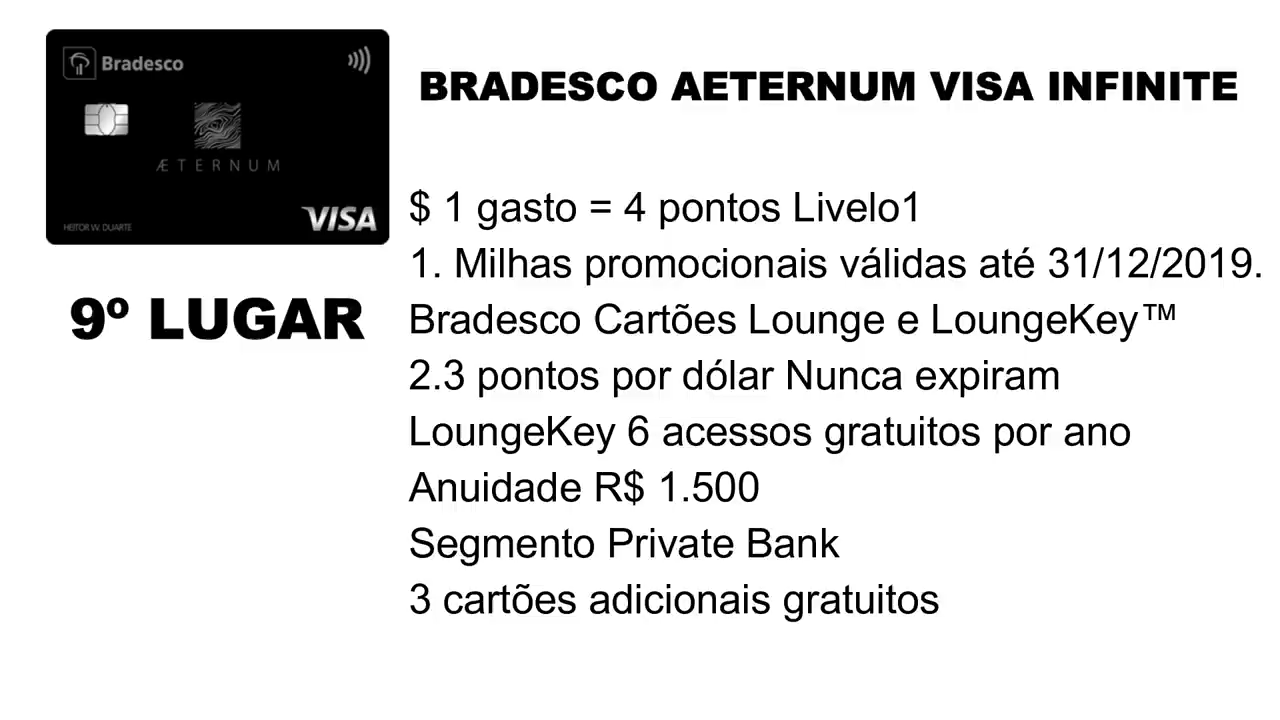 Bradesco
ÆTERNUM
HEITOR W. DUARTE
VISA
9º LUGAR
BRADESCO AETERNUM VISA INFINITE
$ 1 gasto = 4 pontos Livelo1
1. Milhas promocionais válidas até 31/12/2019.
Bradesco Cartões Lounge e LoungeKey™
2.3 pontos por dólar Nunca expiram
LoungeKey 6 acessos gratuitos por ano
Anuidade R$ 1.500
Segmento Private Bank
3 cartões adicionais gratuitos